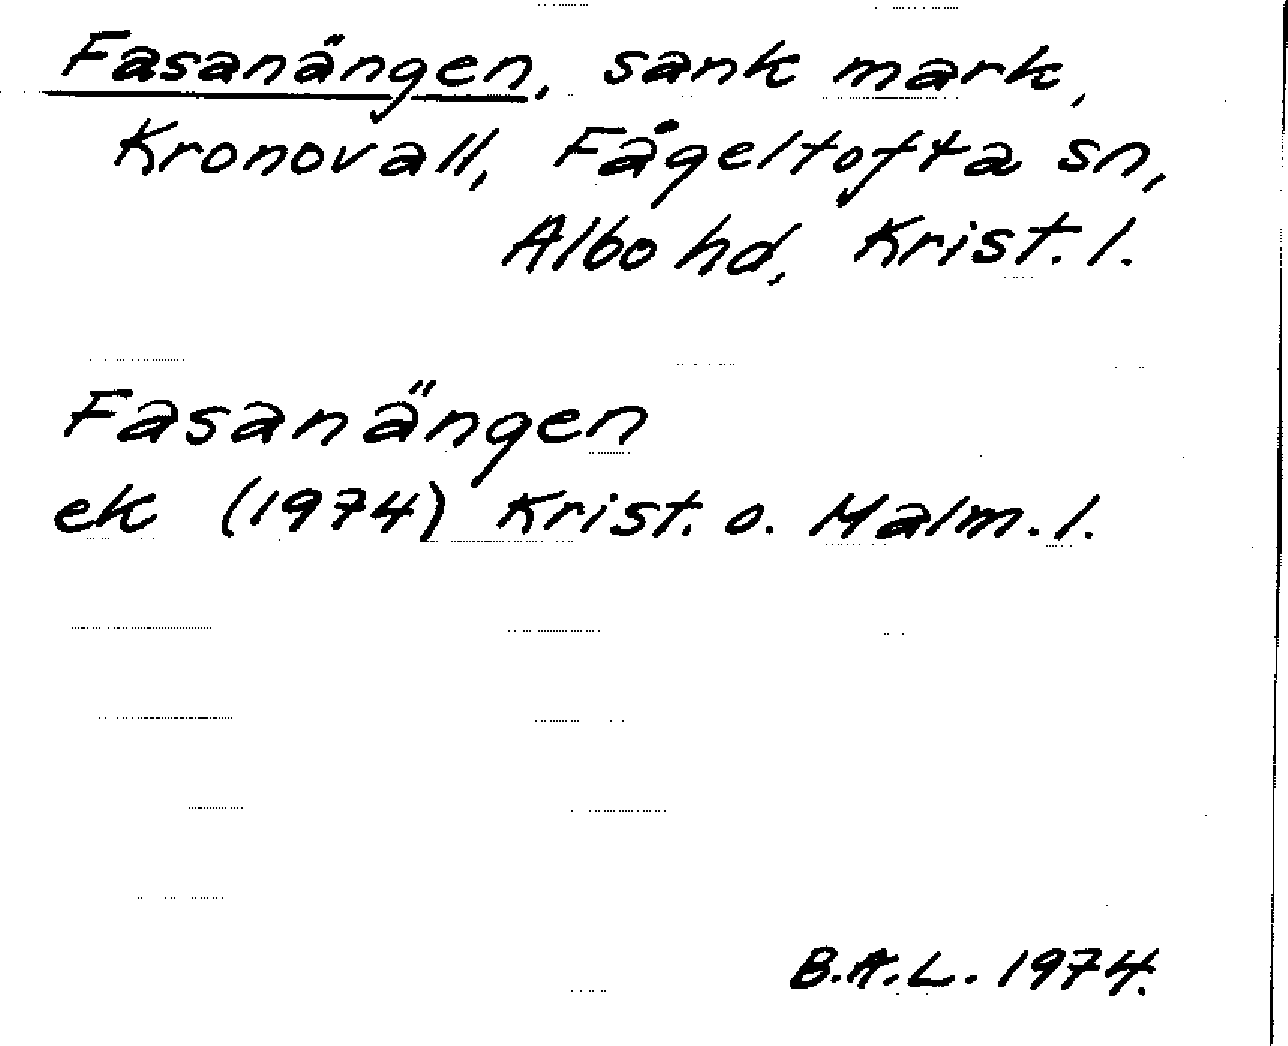 Fasanängen, sank mark,
Kronovall, Fågeltofta sn,
Albo hd, Krist. l.
Fasanängen
ek (1974) Krist. o. Malm. l.
B.A.L. 1974.